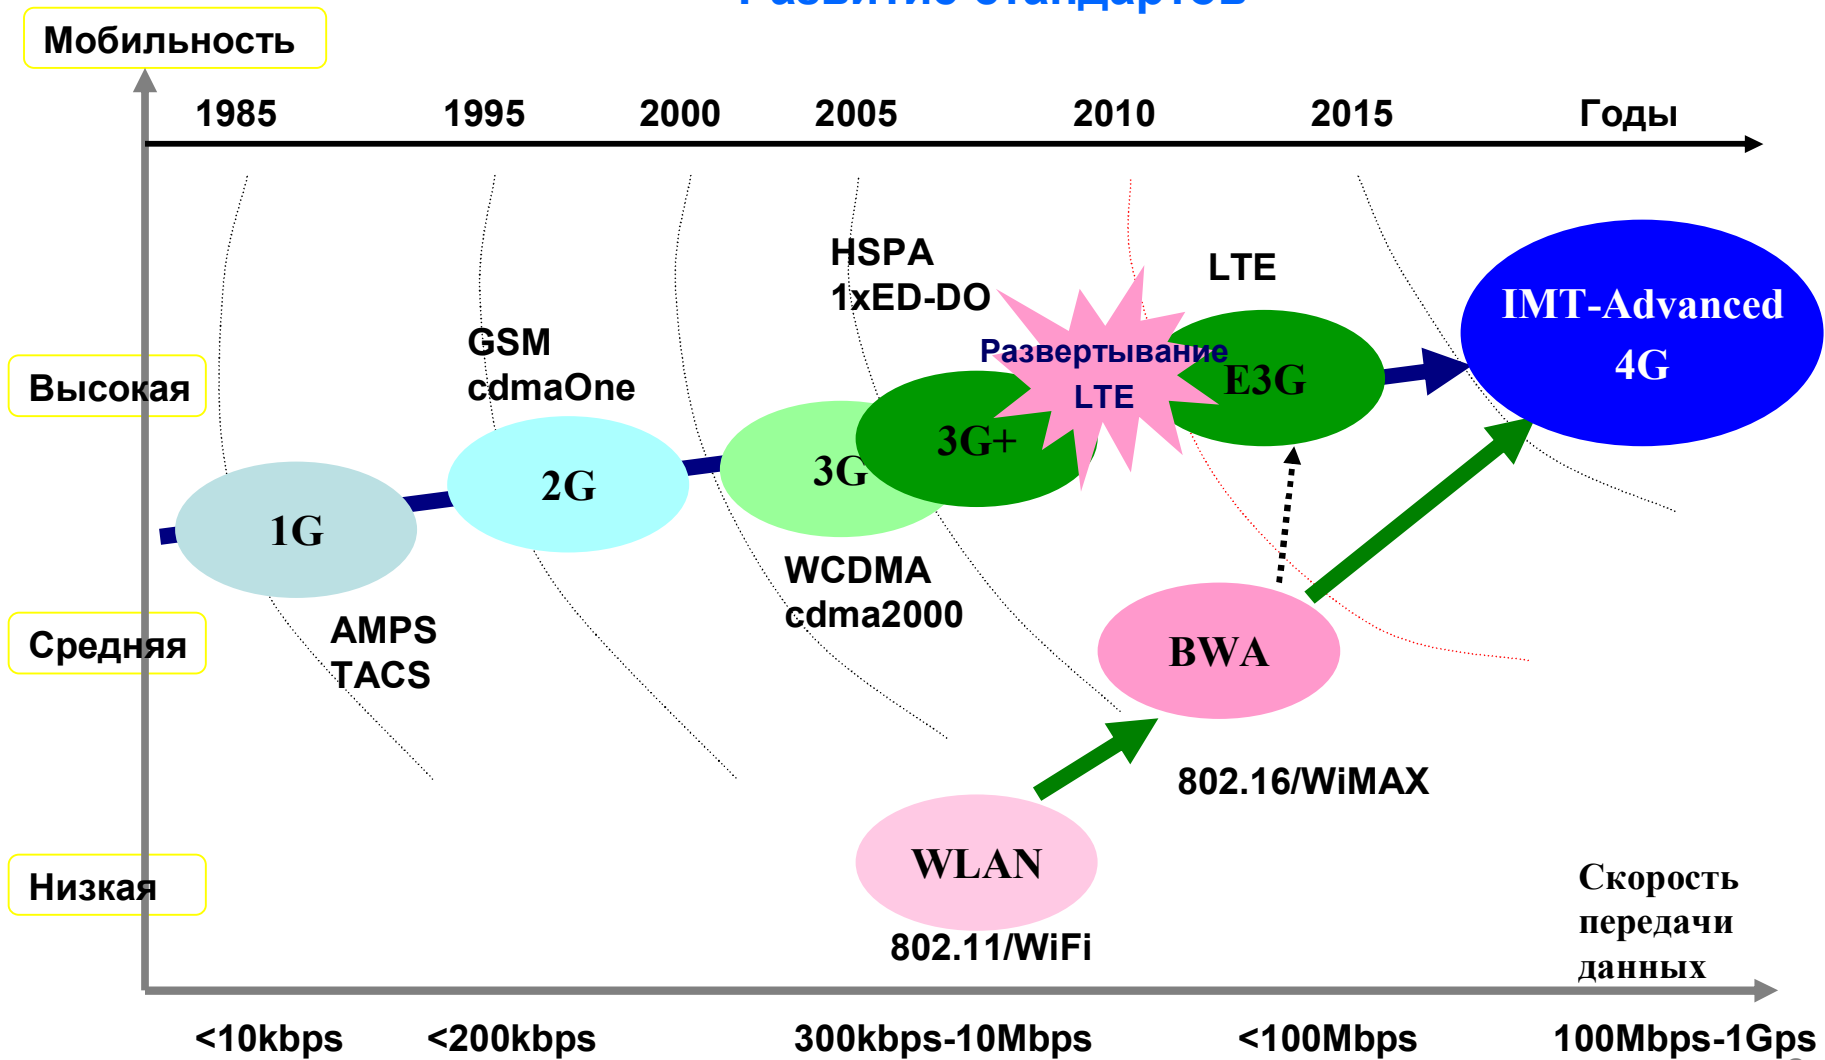 Развитие стандартов
Мобильность
1985 1995 2000 2005 2010 2015 Годы
HSPA
1xED-DO
LTE
IMT-Advanced
4G
GSM
cdmaOne
Развертывание
LTE
E3G
Высокая
3G+
3G
2G
1G
WCDMA
cdma2000
AMPS
TACS
Средняя
BWA
802.16/WiMAX
WLAN
802.11/WiFi
Низкая
Скорость
передачи
данных
<10kbps <200kbps 300kbps-10Mbps <100Mbps 100Mbps-1Gps